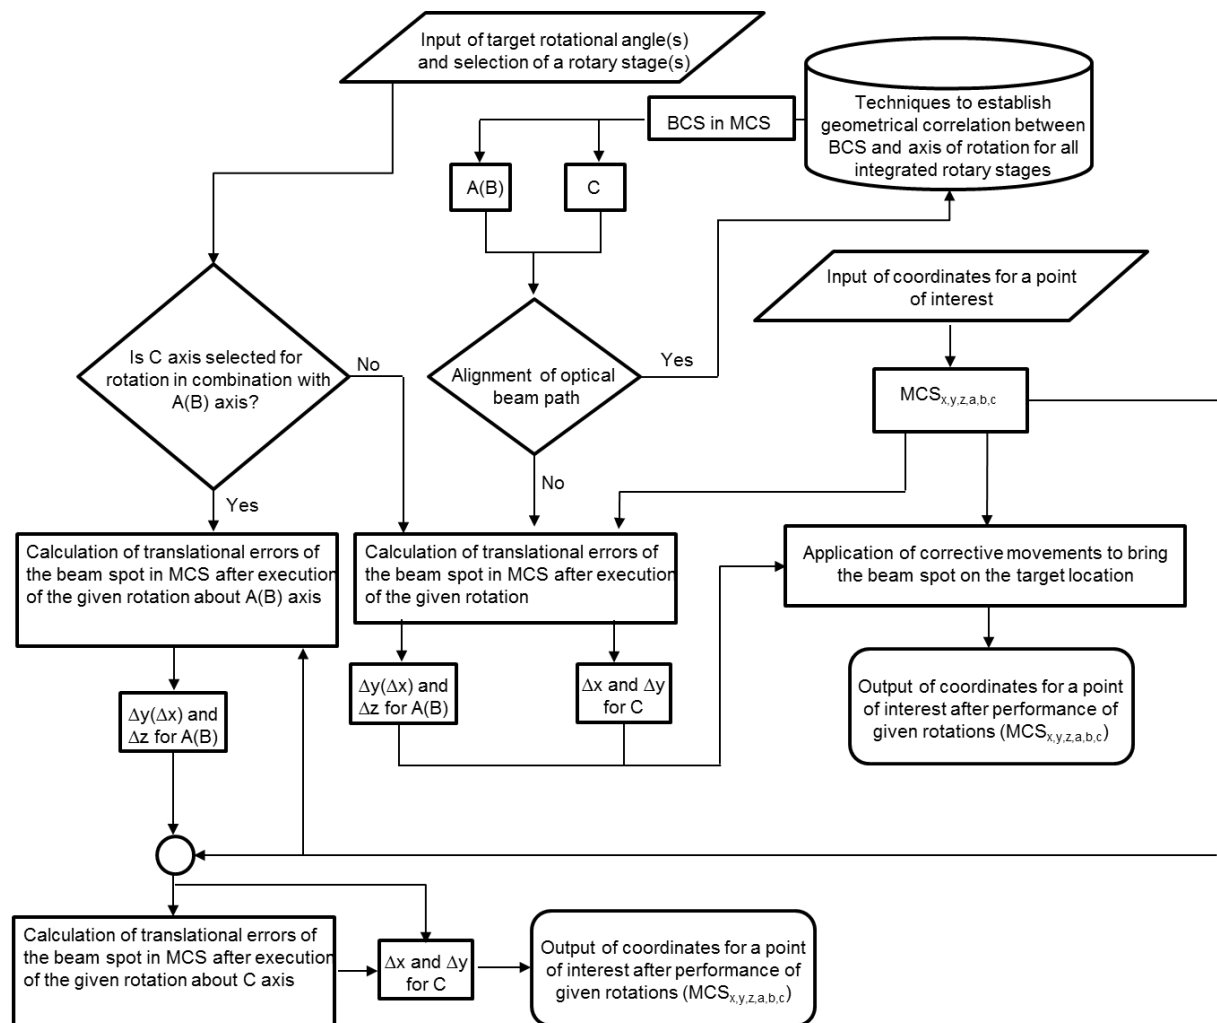 Input of target rotational angle(s)
and selection of a rotary stage(s)
Techniques to establish
geometrical correlation between
BCS and axis of rotation for all
integrated rotary stages
BCS in MCS
A(B)
C
Input of coordinates for a point
of interest
Is C axis selected for
rotation in combination with
A(B) axis?
No
Alignment of optical
beam path
Yes
MCSx,y,z,a,b,c
Yes
No
Calculation of translational errors of
the beam spot in MCS after execution
of the given rotation about A(B) axis
Calculation of translational errors of
the beam spot in MCS after execution
of the given rotation
Application of corrective movements to bring
the beam spot on the target location
Δy(Δx) and
Δz for A(B)
Δy(Δx) and
Δz for A(B)
Δx and Δy
for C
Output of coordinates for a point
of interest after performance of
given rotations (MCSx,y,z,a,b,c)
Calculation of translational errors of
the beam spot in MCS after execution
of the given rotation about C axis
Δx and Δy
for C
Output of coordinates for a point
of interest after performance of
given rotations (MCSx,y,z,a,b,c)